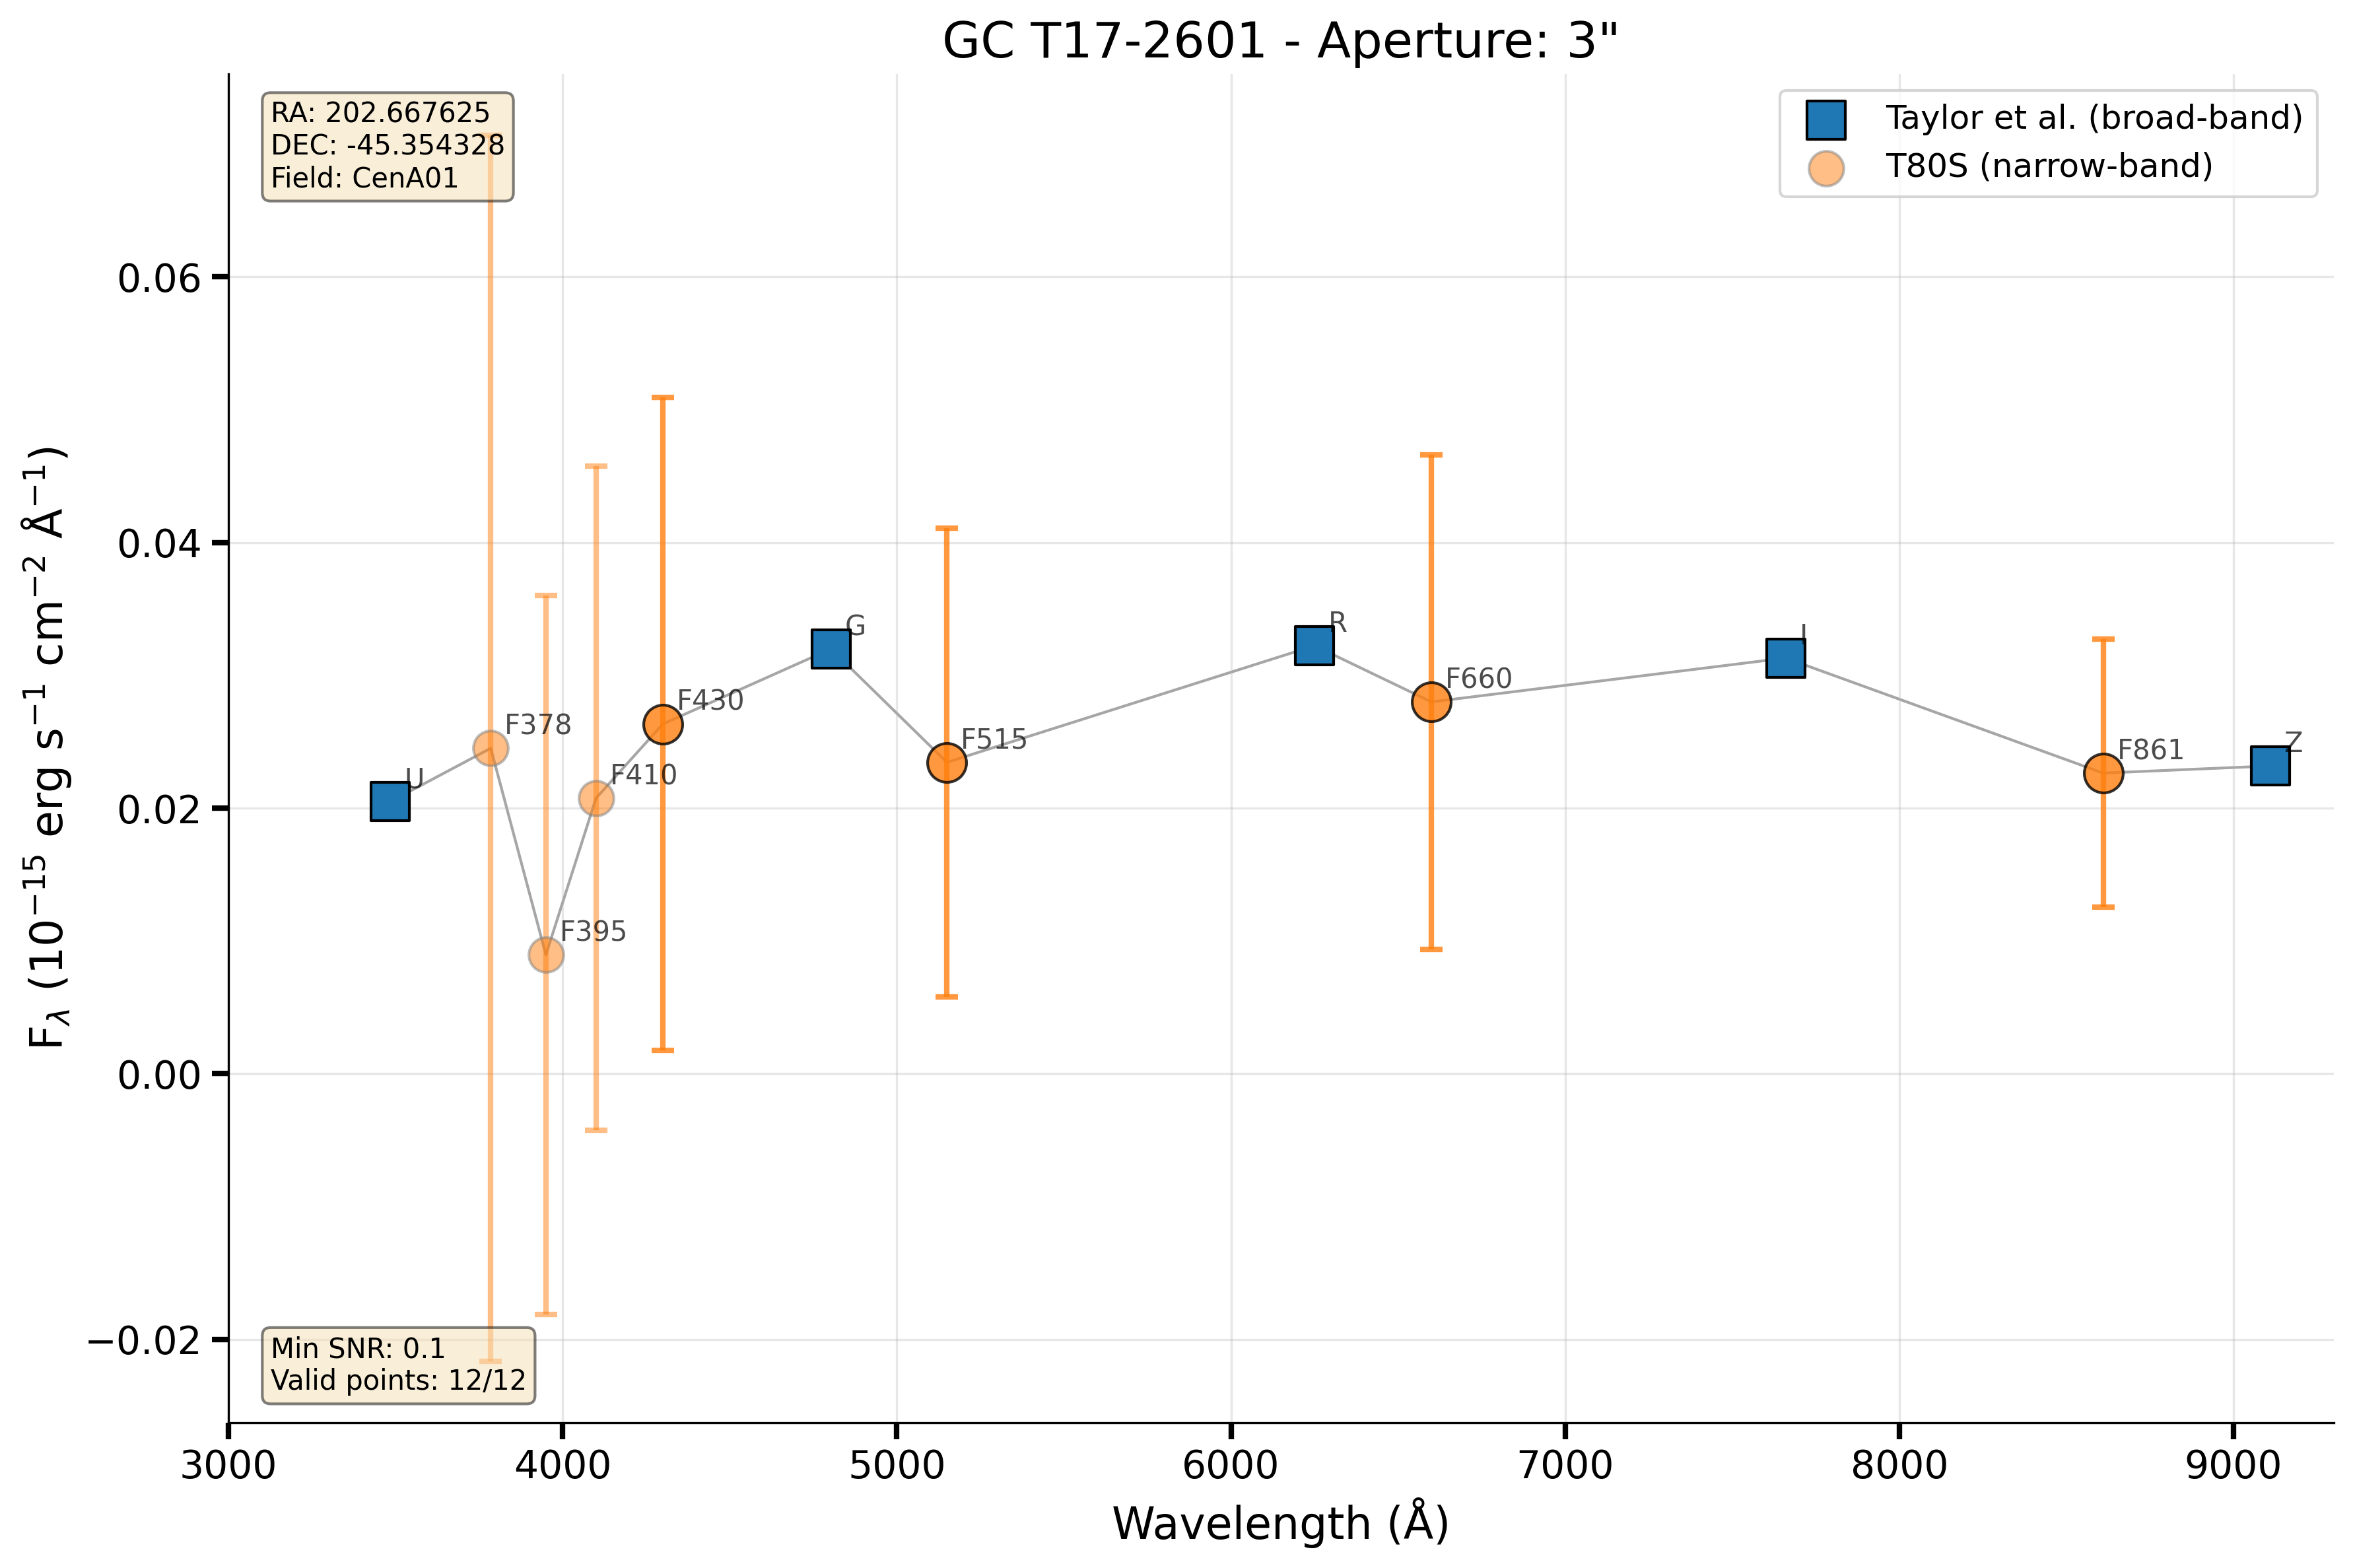 GC T17-2601 - Aperture: 3"
RA: 202.667625
DEC: -45.354328
Field: CenA01
Taylor et al. (broad-band)
T80S (narrow-band)
F_λ (10⁻¹⁵ erg s⁻¹ cm⁻² Å⁻¹)
0.06
0.04
0.02
0.00
−0.02
U
F378
F395
F410
F430
G
F515
R
F660
I
F861
Z
Min SNR: 0.1
Valid points: 12/12
3000 4000 5000 6000 7000 8000 9000
Wavelength (Å)